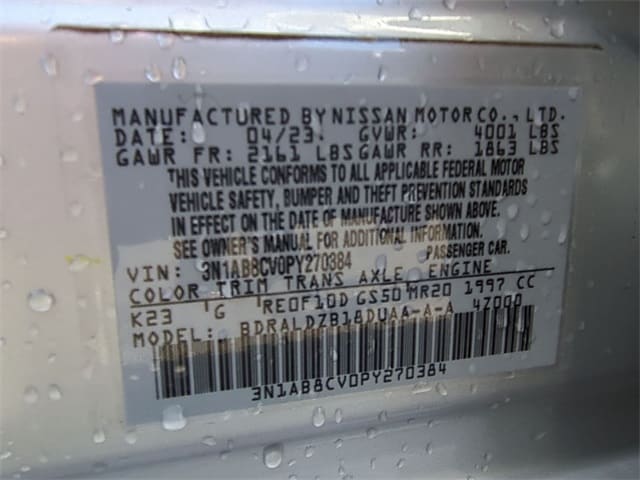 MANUFACTURED BY NISSAN MOTOR CO., LTD.
DATE: 04/23 GVWR: 4001 LBS
GAWR FR: 2161 LBS GAWR RR: 1863 LBS
THIS VEHICLE CONFORMS TO ALL APPLICABLE FEDERAL MOTOR
VEHICLE SAFETY, BUMPER AND THEFT PREVENTION STANDARDS
IN EFFECT ON THE DATE OF MANUFACTURE SHOWN ABOVE.
SEE OWNER'S MANUAL FOR ADDITIONAL INFORMATION.
VIN: 3N1AB8CV0PY270384 PASSENGER CAR.
COLOR TRIM TRANS AXLE ENGINE
K23 G RE0F10D GS50 MR20 1997 CC
MODEL: BDRALDZB18DUAA-A-A 4Z000
3N1AB8CV0PY270384